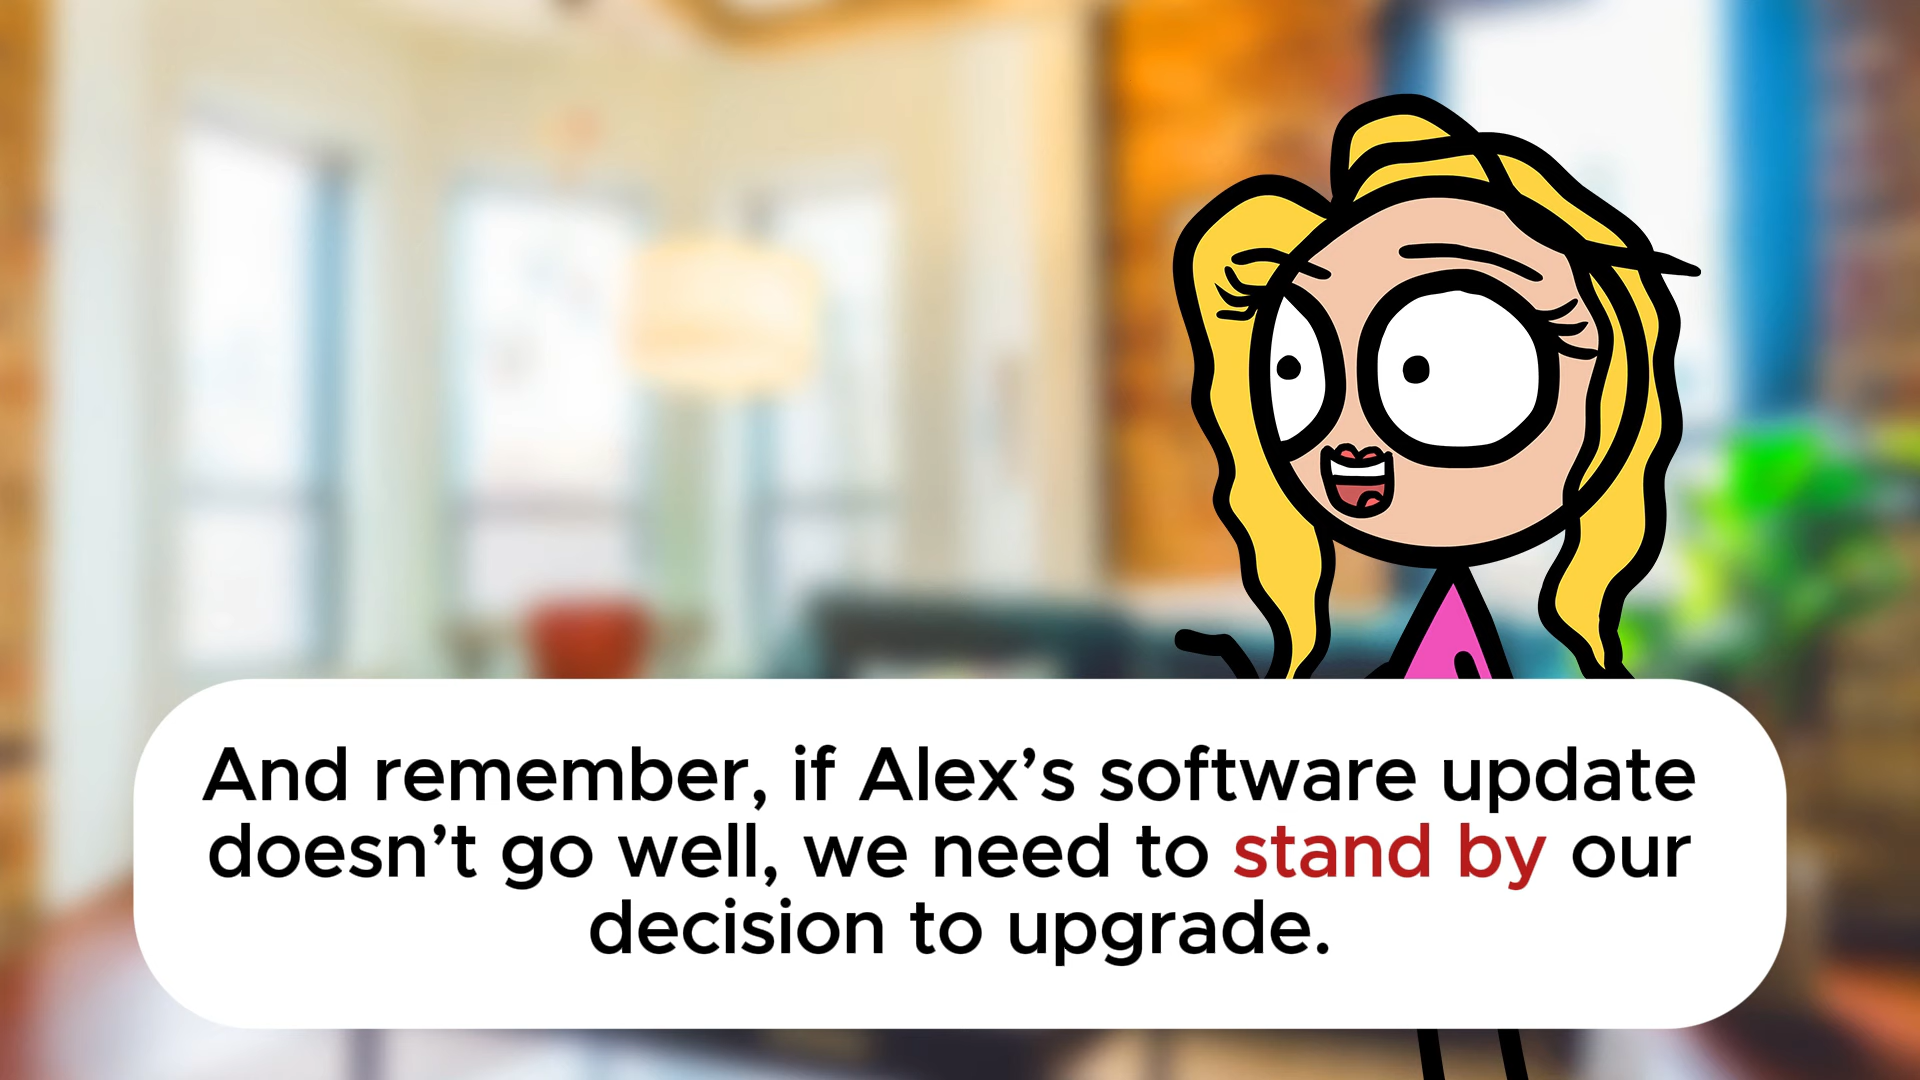 And remember, if Alex’s software update
doesn’t go well, we need to stand by our
decision to upgrade.